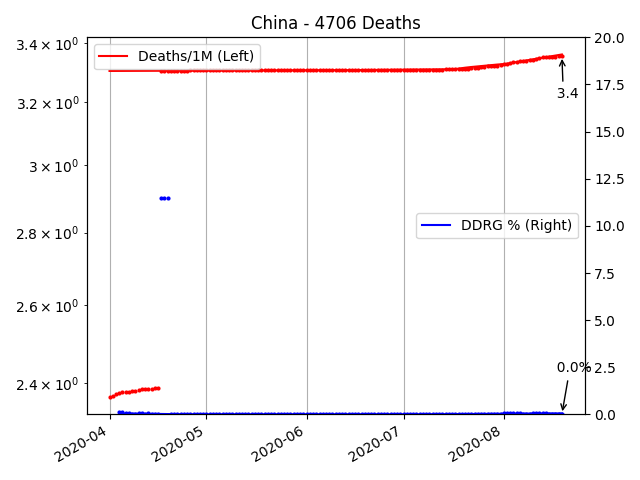 China - 4706 Deaths
3.4 × 10⁰
3.2 × 10⁰
3 × 10⁰
2.8 × 10⁰
2.6 × 10⁰
2.4 × 10⁰
Deaths/1M (Left)
DDRG % (Right)
3.4
0.0%
20.0
17.5
15.0
12.5
10.0
7.5
5.0
2.5
0.0
2020-04
2020-05
2020-06
2020-07
2020-08